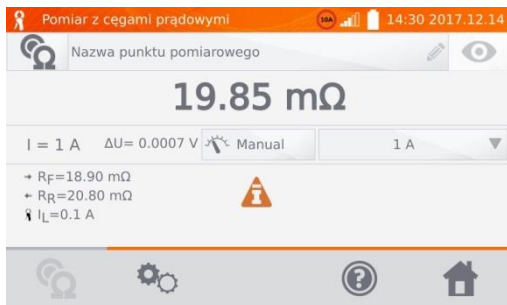 Pomiar z cęgami prądowymi 10A 14:30 2017.12.14
Nazwa punktu pomiarowego
19.85 mΩ
I = 1 A ΔU= 0.0007 V Manual 1 A
→ RF=18.90 mΩ
← RR=20.80 mΩ
IL=0.1 A